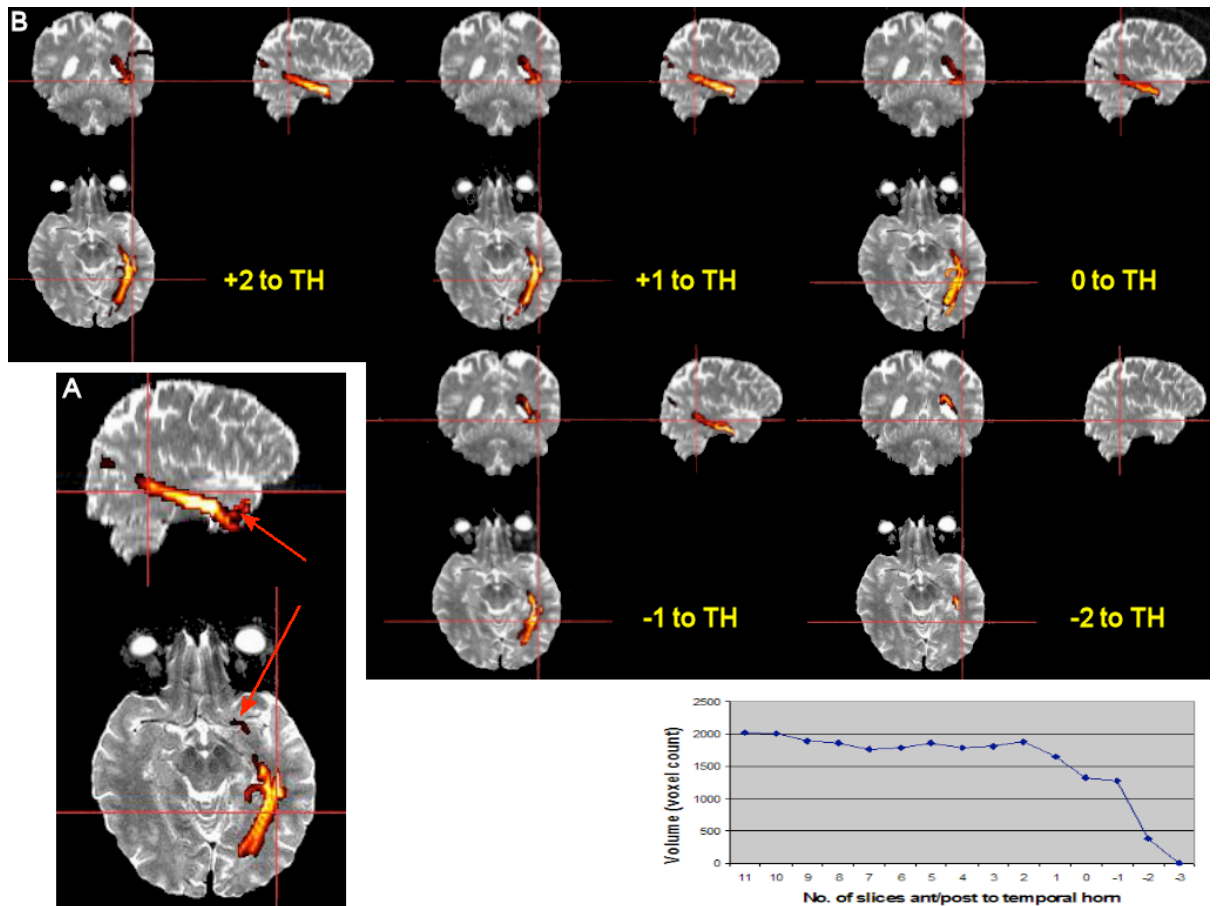 B
+2 to TH
+1 to TH
0 to TH
A
-1 to TH
-2 to TH
Volume (voxel count)
2500
2000
1500
1000
500
0
11 10 9 8 7 6 5 4 3 2 1 0 -1 -2 -3
No. of slices ant/post to temporal horn